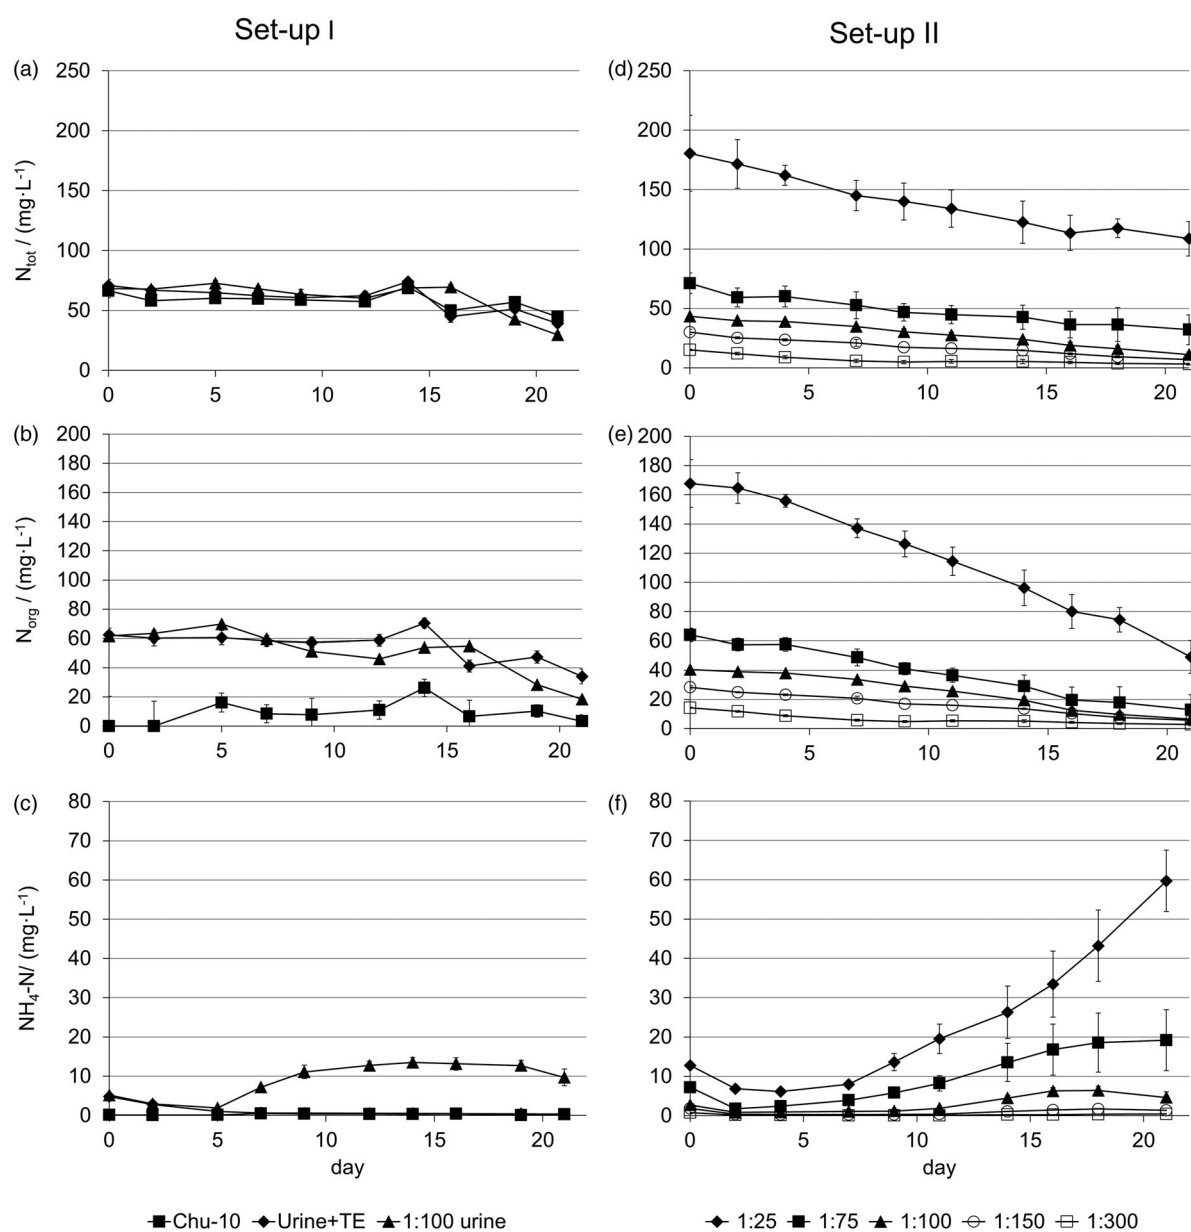 Set-up I
Set-up II
(a)
250
200
150
100
50
0
N_tot / (mg·L⁻¹)
0 5 10 15 20
(d)
250
200
150
100
50
0
0 5 10 15 20
(b)
200
180
160
140
120
100
80
60
40
20
0
N_org / (mg·L⁻¹)
0 5 10 15 20
(e)
200
180
160
140
120
100
80
60
40
20
0
0 5 10 15 20
(c)
80
70
60
50
40
30
20
10
0
NH₄-N/ (mg·L⁻¹)
0 5 10 15 20
day
(f)
80
70
60
50
40
30
20
10
0
0 5 10 15 20
day
Chu-10 Urine+TE 1:100 urine
1:25 1:75 1:100 1:150 1:300